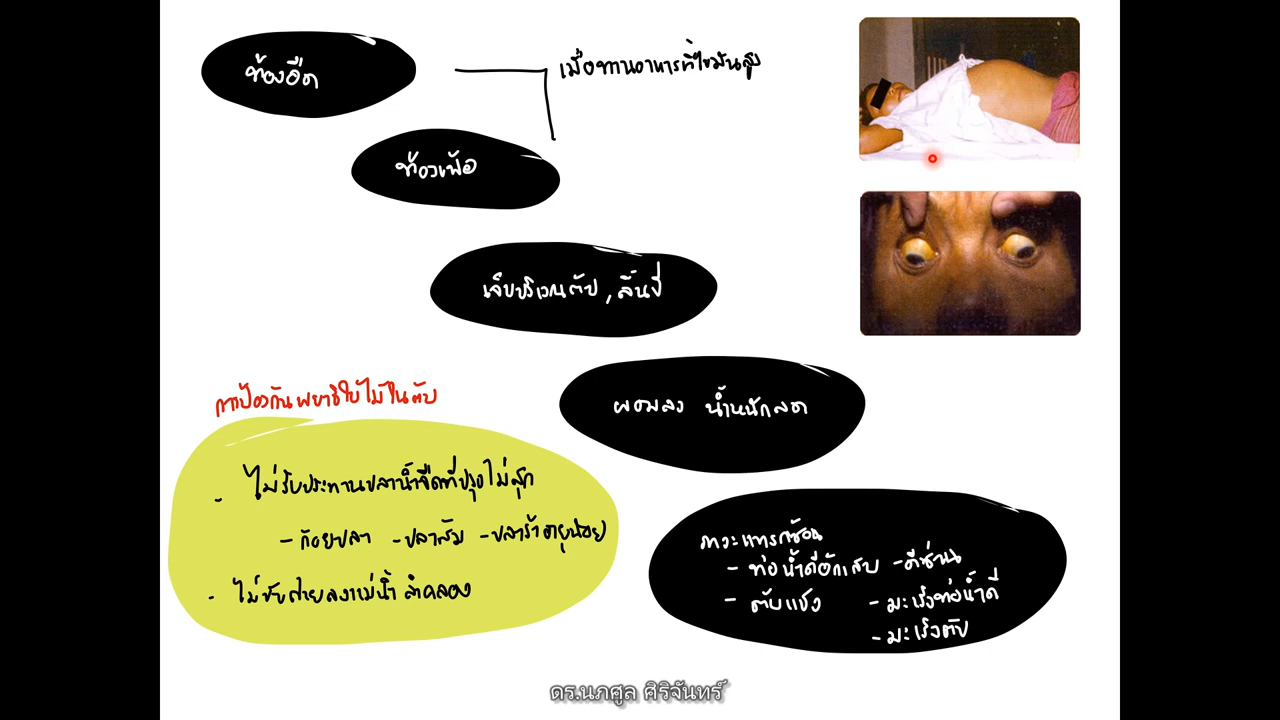 ท้องอืด
เมื่อทานอาหารที่ไขมันสูง
ท้องเฟ้อ
เจ็บบริเวณตับ, ลิ้นปี่
ผอมลง น้ำหนักลด
การป้องกันพยาธิใบไม้ในตับ
- ไม่รับประทานปลาน้ำจืดที่ปรุงไม่สุก
- ก้อยปลา - ปลาส้ม - ปลาร้าอายุน้อย
- ไม่ขับถ่ายลงแม่น้ำ ลำคลอง
ภาวะแทรกซ้อน
- ท่อน้ำดีอักเสบ - ดีซ่าน
- ตับแข็ง - มะเร็งท่อน้ำดี
- มะเร็งตับ
ดร.นภศูล ศิริจันทร์